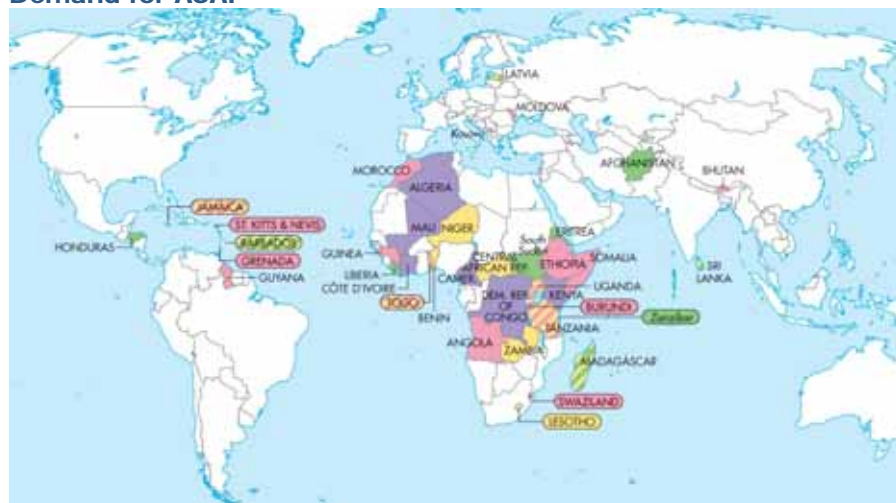 Demand for ASAP
LATVIA
MOLDOVA
Kosovo
AFGHANISTAN
BHUTAN
MOROCCO
ALGERIA
JAMAICA
ST. KITTS & NEVIS
HONDURAS
GRENADA
GUYANA
MALI
NIGER
GUINEA
LIBERIA
CÔTE D'IVOIRE
TOGO
BENIN
CENTRAL
AFRICAN REP.
CAMER.
South
Sudan
ERITREA
ETHIOPIA
SOMALIA
SRI
LANKA
UGANDA
KENYA
DEM. REP.
OF
CONGO
BURUNDI
Zanzibar
TANZANIA
ANGOLA
ZAMBIA
MADAGASCAR
SWAZILAND
LESOTHO